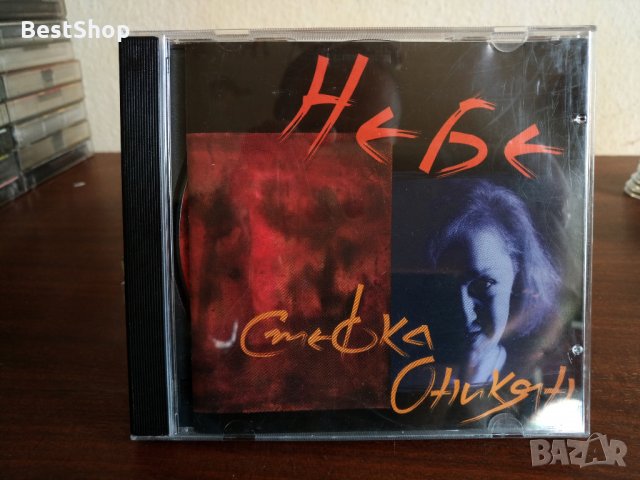 BestShop
Небе
Стефка
Оникян
BAZAR